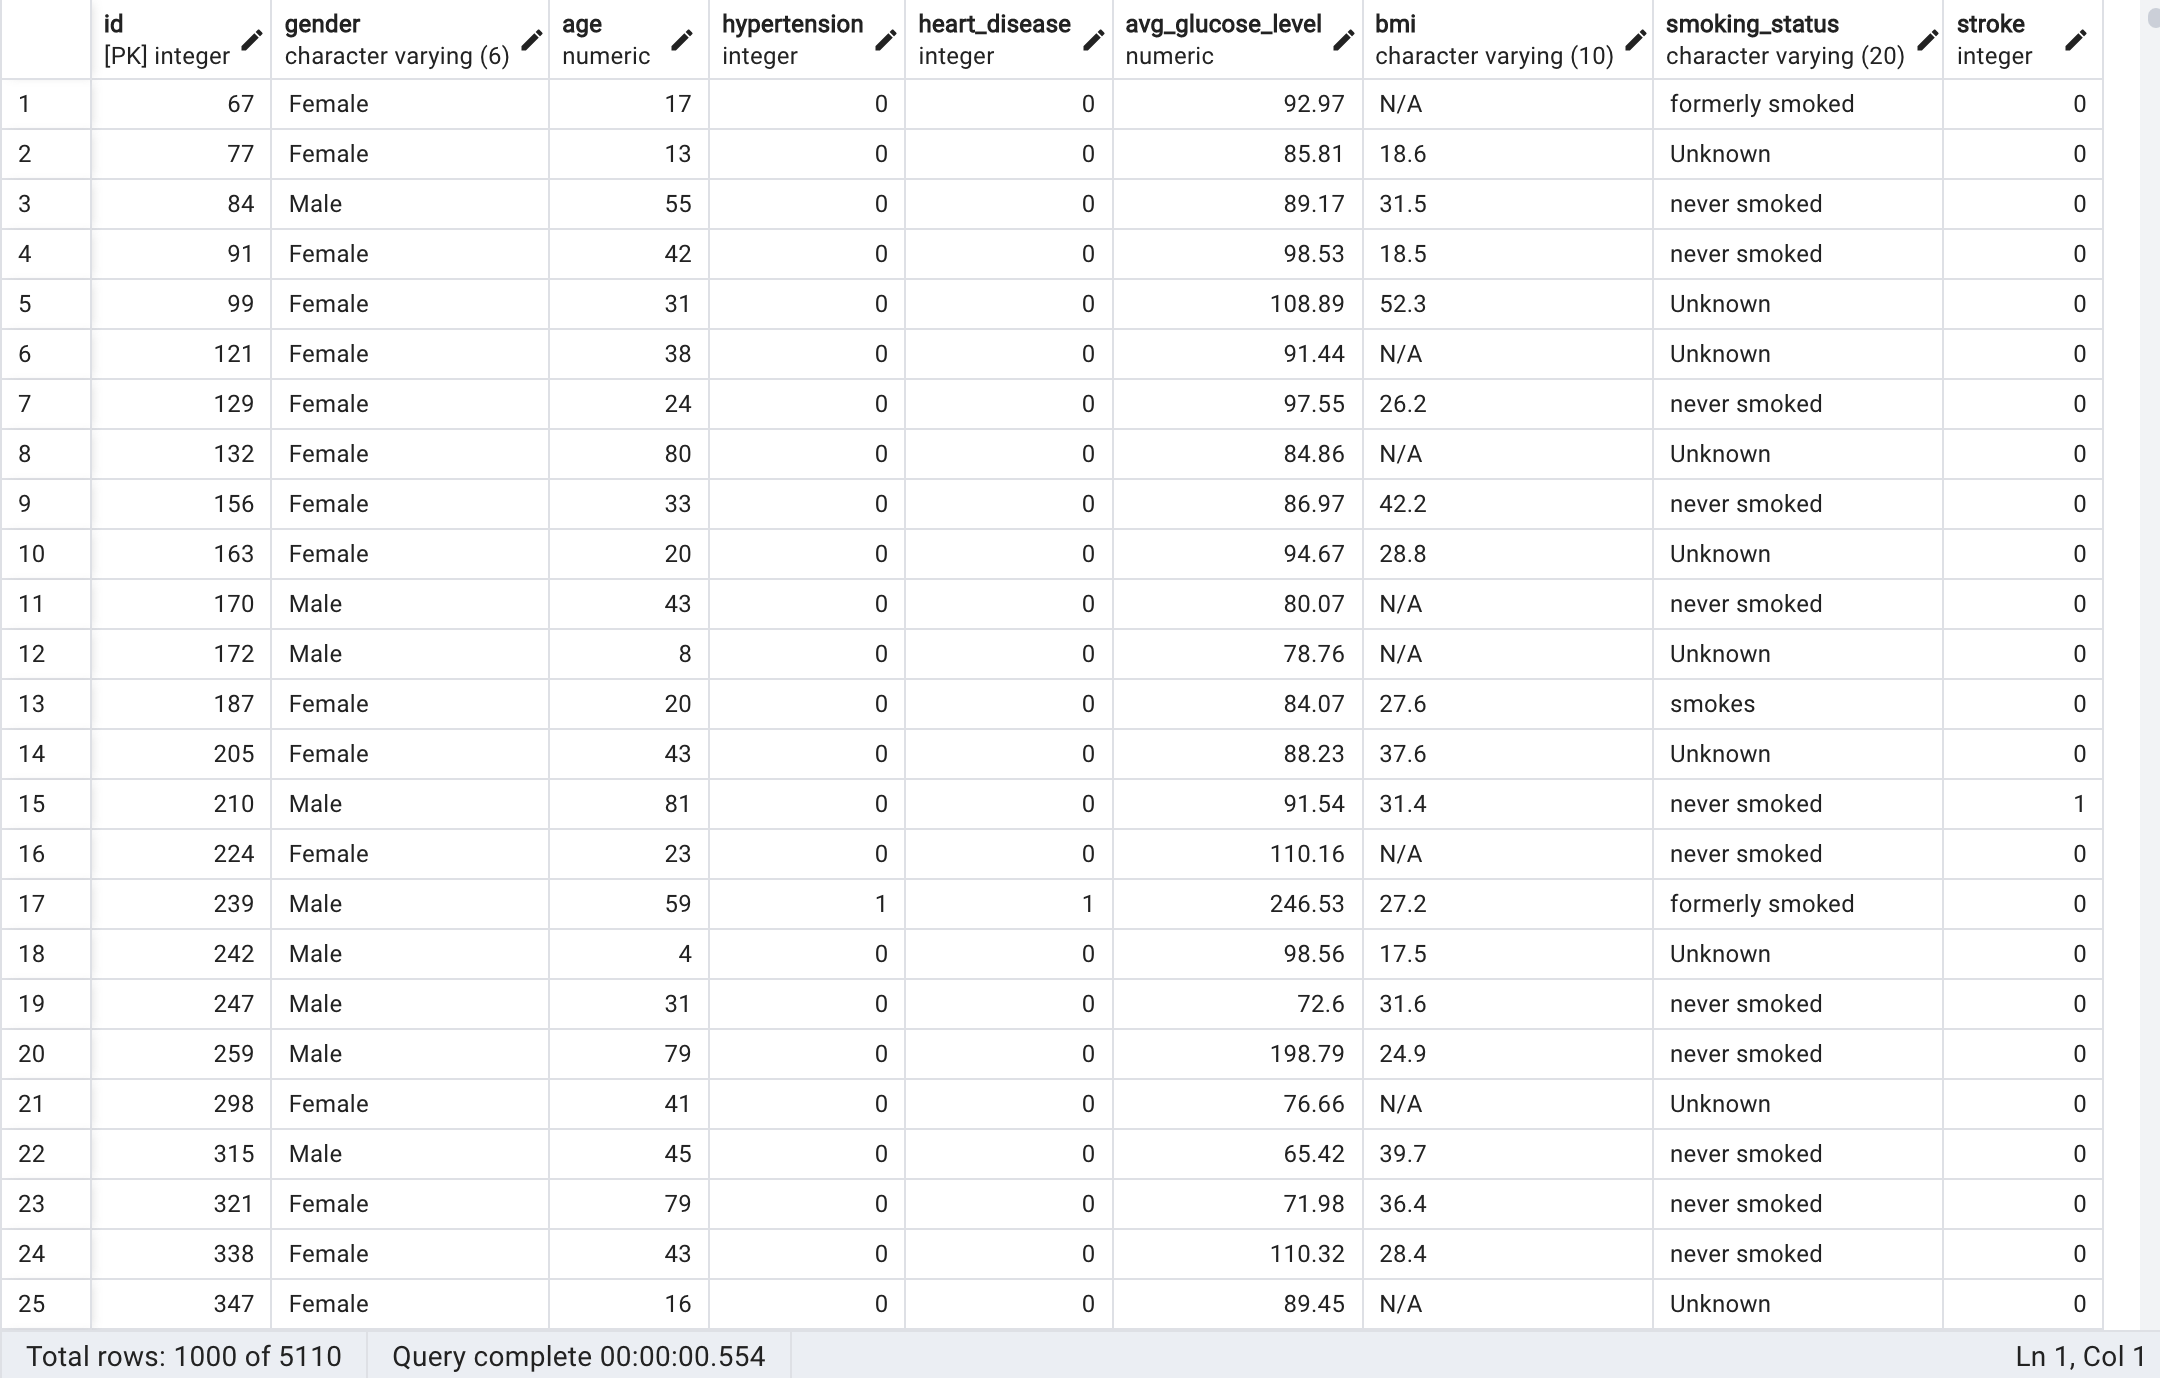 id gender age hypertension heart_disease avg_glucose_level bmi smoking_status stroke
[PK] integer character varying (6) numeric integer integer numeric character varying (10) character varying (20) integer
1 67 Female 17 0 0 92.97 N/A formerly smoked 0
2 77 Female 13 0 0 85.81 18.6 Unknown 0
3 84 Male 55 0 0 89.17 31.5 never smoked 0
4 91 Female 42 0 0 98.53 18.5 never smoked 0
5 99 Female 31 0 0 108.89 52.3 Unknown 0
6 121 Female 38 0 0 91.44 N/A Unknown 0
7 129 Female 24 0 0 97.55 26.2 never smoked 0
8 132 Female 80 0 0 84.86 N/A Unknown 0
9 156 Female 33 0 0 86.97 42.2 never smoked 0
10 163 Female 20 0 0 94.67 28.8 Unknown 0
11 170 Male 43 0 0 80.07 N/A never smoked 0
12 172 Male 8 0 0 78.76 N/A Unknown 0
13 187 Female 20 0 0 84.07 27.6 smokes 0
14 205 Female 43 0 0 88.23 37.6 Unknown 0
15 210 Male 81 0 0 91.54 31.4 never smoked 1
16 224 Female 23 0 0 110.16 N/A never smoked 0
17 239 Male 59 1 1 246.53 27.2 formerly smoked 0
18 242 Male 4 0 0 98.56 17.5 Unknown 0
19 247 Male 31 0 0 72.6 31.6 never smoked 0
20 259 Male 79 0 0 198.79 24.9 never smoked 0
21 298 Female 41 0 0 76.66 N/A Unknown 0
22 315 Male 45 0 0 65.42 39.7 never smoked 0
23 321 Female 79 0 0 71.98 36.4 never smoked 0
24 338 Female 43 0 0 110.32 28.4 never smoked 0
25 347 Female 16 0 0 89.45 N/A Unknown 0
Total rows: 1000 of 5110 Query complete 00:00:00.554 Ln 1, Col 1